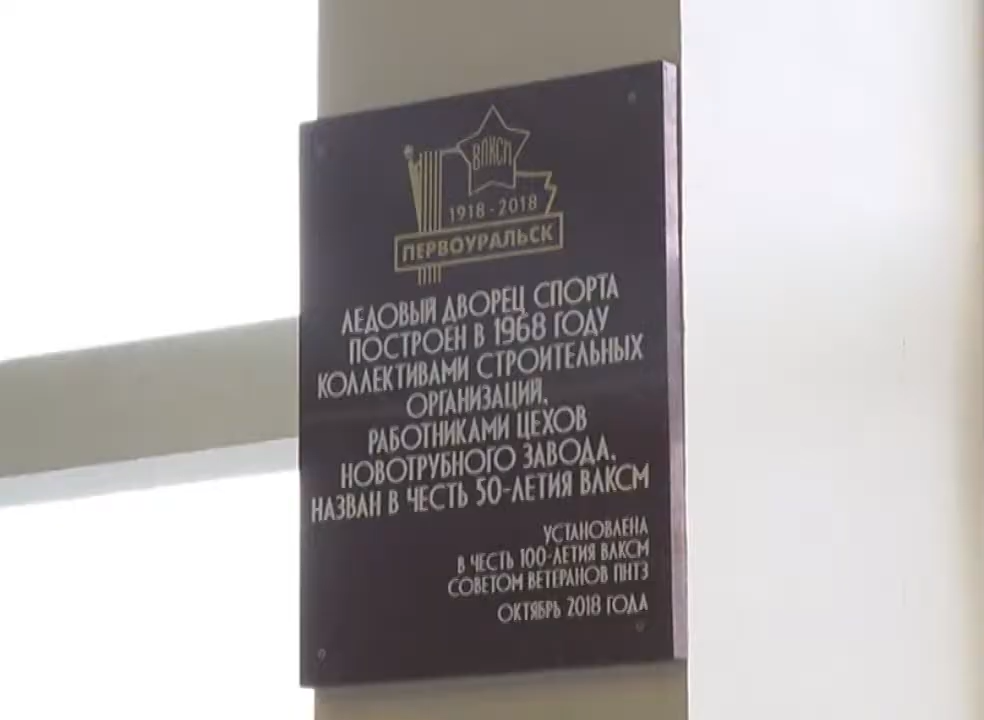 ВЛКСМ
1918-2018
ПЕРВОУРАЛЬСК
ЛЕДОВЫЙ ДВОРЕЦ СПОРТА
ПОСТРОЕН В 1968 ГОДУ
КОЛЛЕКТИВАМИ СТРОИТЕЛЬНЫХ
ОРГАНИЗАЦИЙ,
РАБОТНИКАМИ ЦЕХОВ
НОВОТРУБНОГО ЗАВОДА.
НАЗВАН В ЧЕСТЬ 50-ЛЕТИЯ ВЛКСМ
УСТАНОВЛЕНА
В ЧЕСТЬ 100-ЛЕТИЯ ВЛКСМ
СОВЕТОМ ВЕТЕРАНОВ ПНТЗ
ОКТЯБРЬ 2018 ГОДА